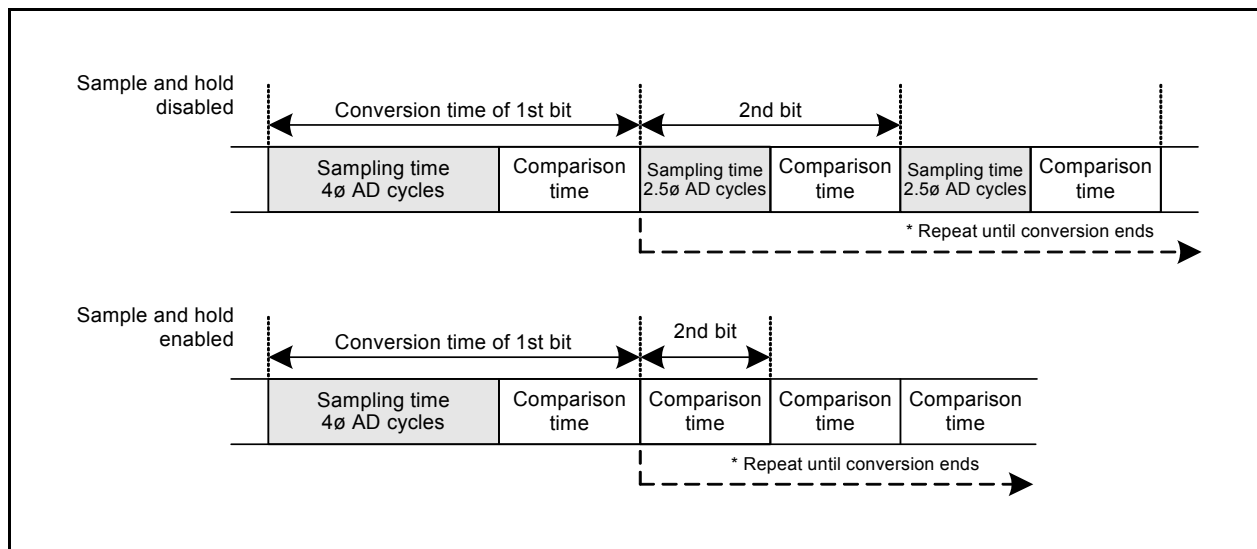 Sample and hold
disabled
Conversion time of 1st bit
2nd bit
Sampling time
4ø AD cycles
Comparison
time
Sampling time
2.5ø AD cycles
Comparison
time
Sampling time
2.5ø AD cycles
Comparison
time
* Repeat until conversion ends
Sample and hold
enabled
Conversion time of 1st bit
2nd bit
Sampling time
4ø AD cycles
Comparison
time
Comparison
time
Comparison
time
Comparison
time
* Repeat until conversion ends